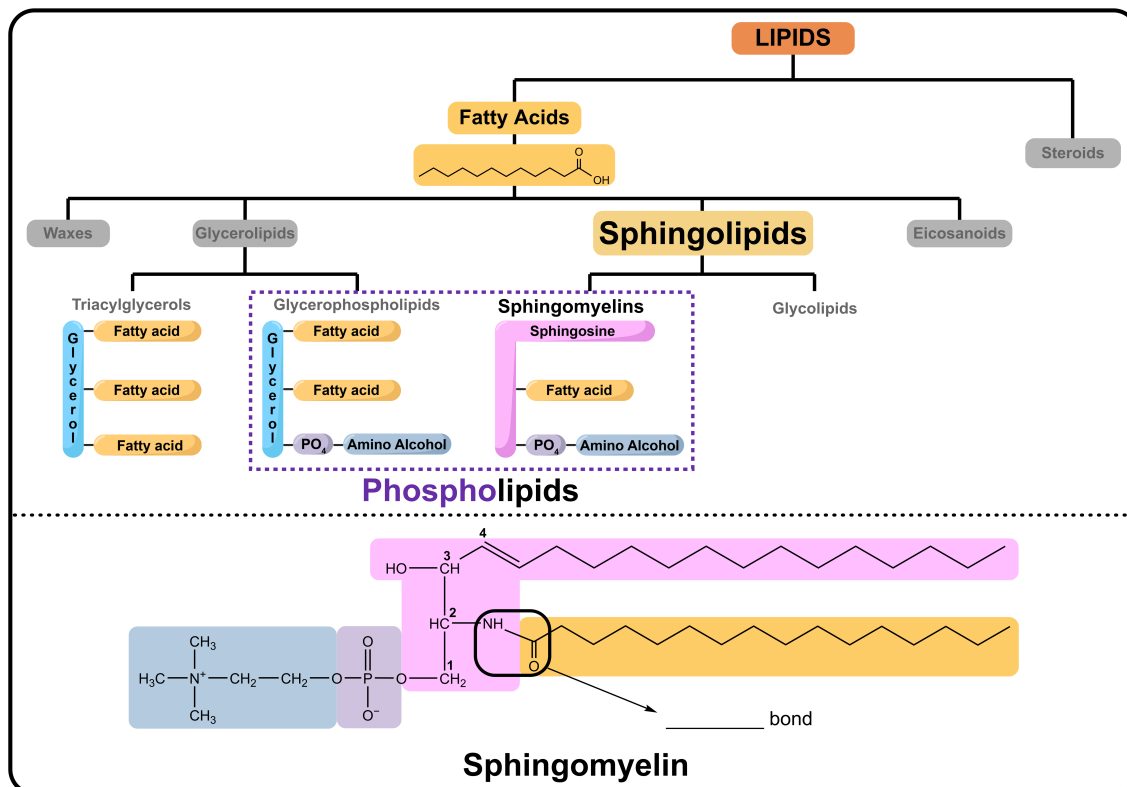 LIPIDS
Fatty Acids
O
OH
Steroids
Waxes
Glycerolipids
Sphingolipids
Eicosanoids
Triacylglycerols
Glycerophospholipids
Sphingomyelins
Glycolipids
Glycerol
Fatty acid
Fatty acid
Fatty acid
Glycerol
Fatty acid
Fatty acid
PO4
Amino Alcohol
Sphingosine
Fatty acid
PO4
Amino Alcohol
Phospholipids
4
3
HO
CH
2
HC
NH
O
1
CH2
CH3
H3C
N+
CH3
CH2
CH2
O
O
P
O−
O
__________ bond
Sphingomyelin